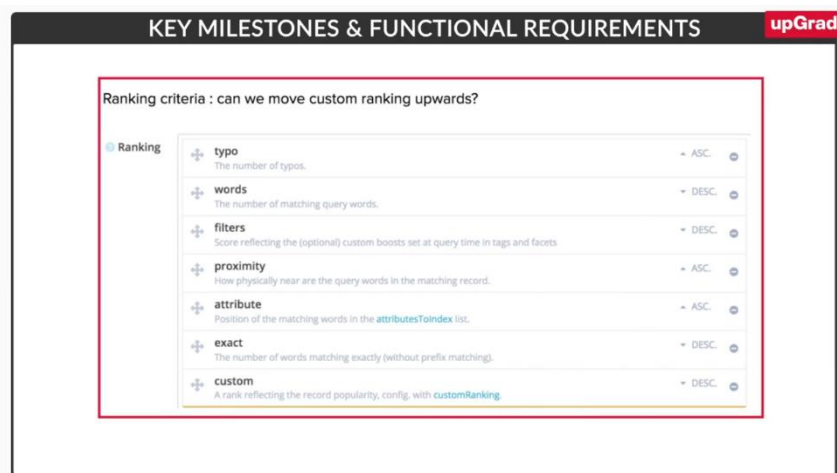 KEY MILESTONES & FUNCTIONAL REQUIREMENTS
upGrad
Ranking criteria : can we move custom ranking upwards?
Ranking
typo
ASC.
The number of typos.
words
DESC.
The number of matching query words.
filters
DESC.
Score reflecting the (optional) custom boosts set at query time in tags and facets
proximity
ASC.
How physically near are the query words in the matching record.
attribute
ASC.
Position of the matching words in the attributesToIndex list.
exact
DESC.
The number of words matching exactly (without prefix matching).
custom
DESC.
A rank reflecting the record popularity, config. with customRanking.